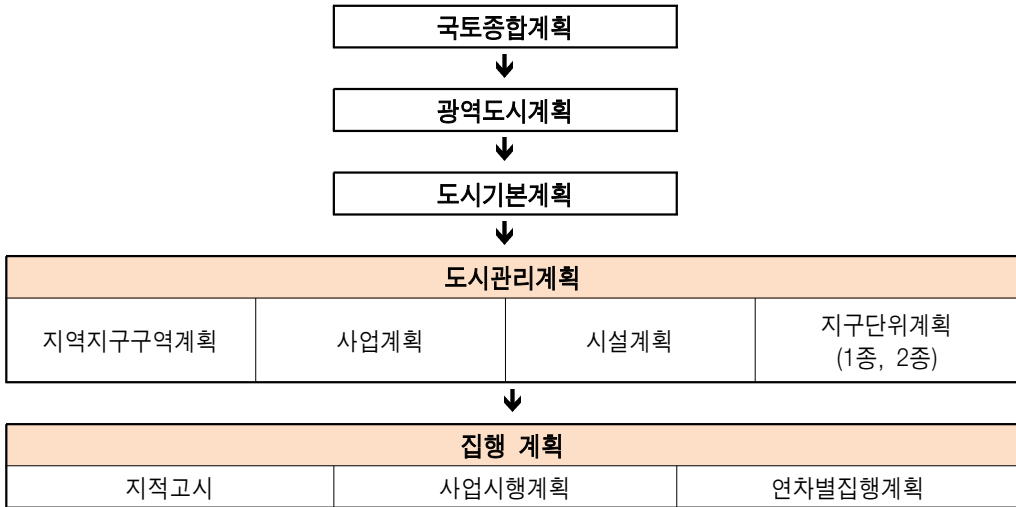 국토종합계획
광역도시계획
도시기본계획
도시관리계획
지역지구구역계획
사업계획
시설계획
지구단위계획
(1종, 2종)
집행 계획
지적고시
사업시행계획
연차별집행계획